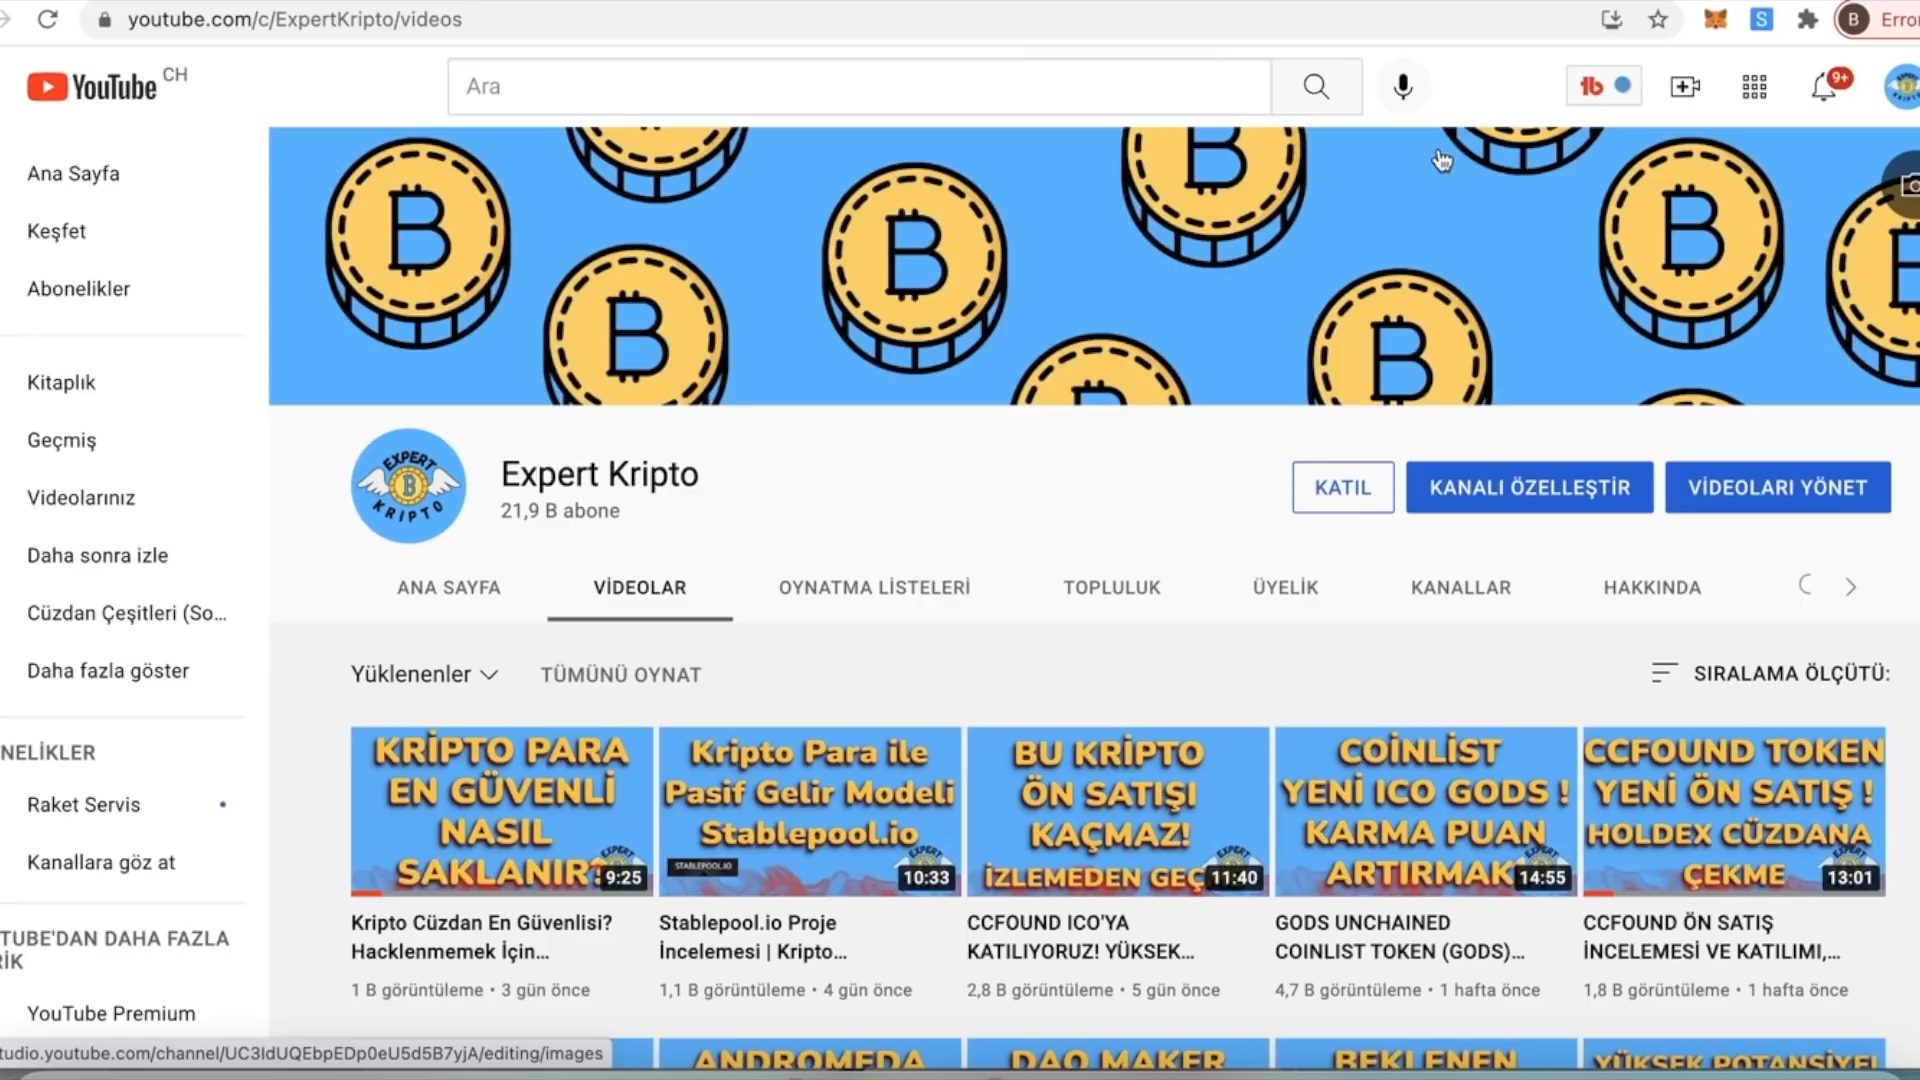 youtube.com/c/ExpertKripto/videos
S
B
Erro
YouTube CH
Ara
tb
9+
Ana Sayfa
Keşfet
Abonelikler
Kitaplık
Geçmiş
Videolarınız
Daha sonra izle
Cüzdan Çeşitleri (So...
Daha fazla göster
NELİKLER
Raket Servis
Kanallara göz at
TUBE'DAN DAHA FAZLA
RİK
YouTube Premium
EXPERT
KRIPTO
Expert Kripto
21,9 B abone
KATIL
KANALI ÖZELLEŞTİR
VİDEOLARI YÖNET
ANA SAYFA
VİDEOLAR
OYNATMA LİSTELERİ
TOPLULUK
ÜYELİK
KANALLAR
HAKKINDA
Yüklenenler
TÜMÜNÜ OYNAT
SIRALAMA ÖLÇÜTÜ:
KRİPTO PARA
EN GÜVENLİ
NASIL
SAKLANIR?
9:25
Kripto Cüzdan En Güvenlisi?
Hacklenmemek İçin...
1 B görüntüleme • 3 gün önce
Kripto Para ile
Pasif Gelir Modeli
Stablepool.io
STABLEPOOL.IO
10:33
Stablepool.io Proje
İncelemesi | Kripto...
1,1 B görüntüleme • 4 gün önce
BU KRİPTO
ÖN SATIŞI
KAÇMAZ!
İZLEMEDEN GEÇ
11:40
CCFOUND ICO'YA
KATILIYORUZ! YÜKSEK...
2,8 B görüntüleme • 5 gün önce
COİNLİST
YENİ ICO GODS !
KARMA PUAN
ARTIRMAK
14:55
GODS UNCHAINED
COINLIST TOKEN (GODS)...
4,7 B görüntüleme • 1 hafta önce
CCFOUND TOKEN
YENİ ÖN SATIŞ !
HOLDEX CÜZDANA
ÇEKME
13:01
CCFOUND ÖN SATIŞ
İNCELEMESİ VE KATILIMI,...
1,8 B görüntüleme • 1 hafta önce
tudio.youtube.com/channel/UC3IdUQEbpEDp0eU5d5B7yjA/editing/images
ANDROMEDA
DAO MAKER
BEKLENEN
YÜKSEK POTANSİYEL